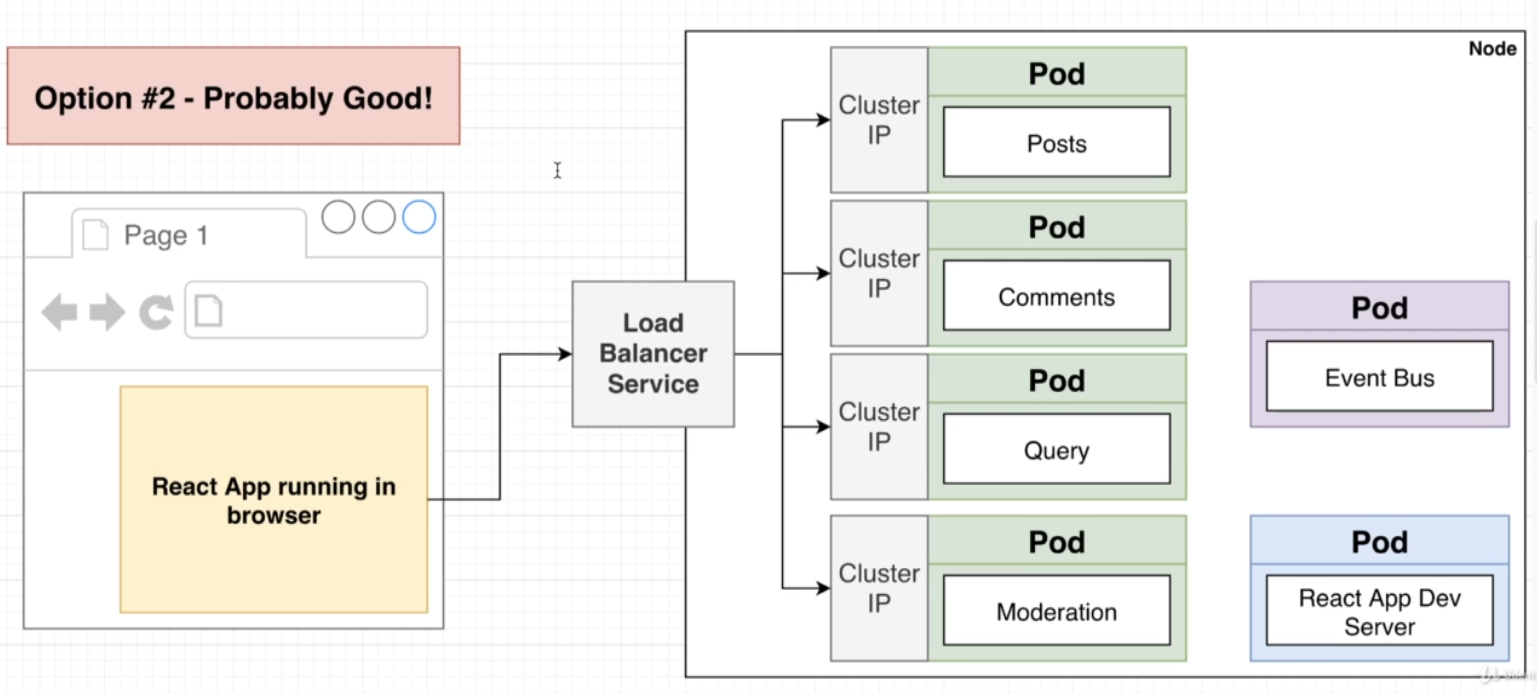 Node
Option #2 - Probably Good!
Page 1
React App running in
browser
Load
Balancer
Service
Cluster
IP
Pod
Posts
Cluster
IP
Pod
Comments
Cluster
IP
Pod
Query
Cluster
IP
Pod
Moderation
Pod
Event Bus
Pod
React App Dev
Server